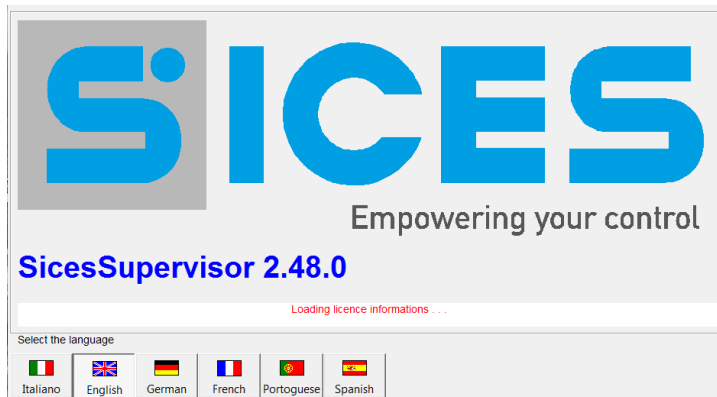 SICES
Empowering your control
SicesSupervisor 2.48.0
Loading licence informations . . .
Select the language
Italiano English German French Portoguese Spanish